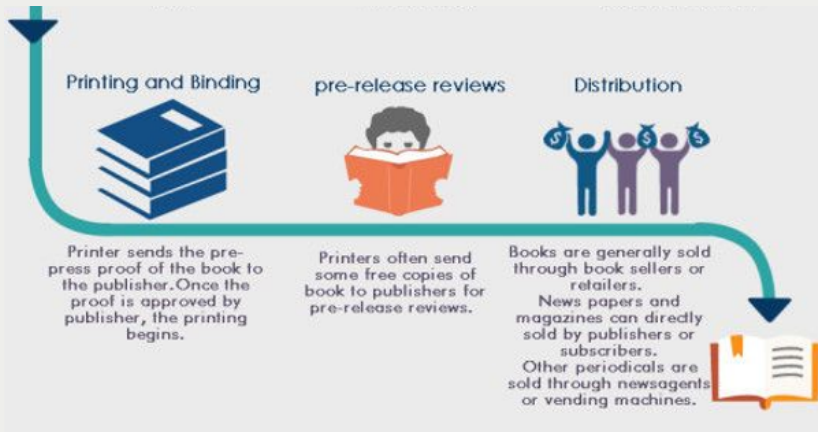 Printing and Binding
Printer sends the pre-
press proof of the book to
the publisher.Once the
proof is approved by
publisher, the printing
begins.
pre-release reviews
Printers often send
some free copies of
book to publishers for
pre-release reviews.
Distribution
$ $ $
Books are generally sold
through book sellers or
retailers.
News papers and
magazines can directly
sold by publishers or
subscribers.
Other periodicals are
sold through newsagents
or vending machines.